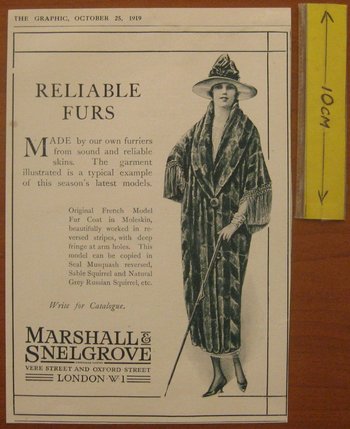 THE GRAPHIC, OCTOBER 25, 1919
RELIABLE
FURS
MADE by our own furriers
from sound and reliable
skins. The garment
illustrated is a typical example
of this season's latest models.
Original French Model
Fur Coat in Moleskin,
beautifully worked in re-
versed stripes, with deep
fringe at arm holes. This
model can be copied in
Seal Musquash reversed,
Sable Squirrel and Natural
Grey Russian Squirrel, etc.
Write for Catalogue.
MARSHALL &
SNELGROVE
VERE STREET AND OXFORD STREET
LONDON W1
10CM